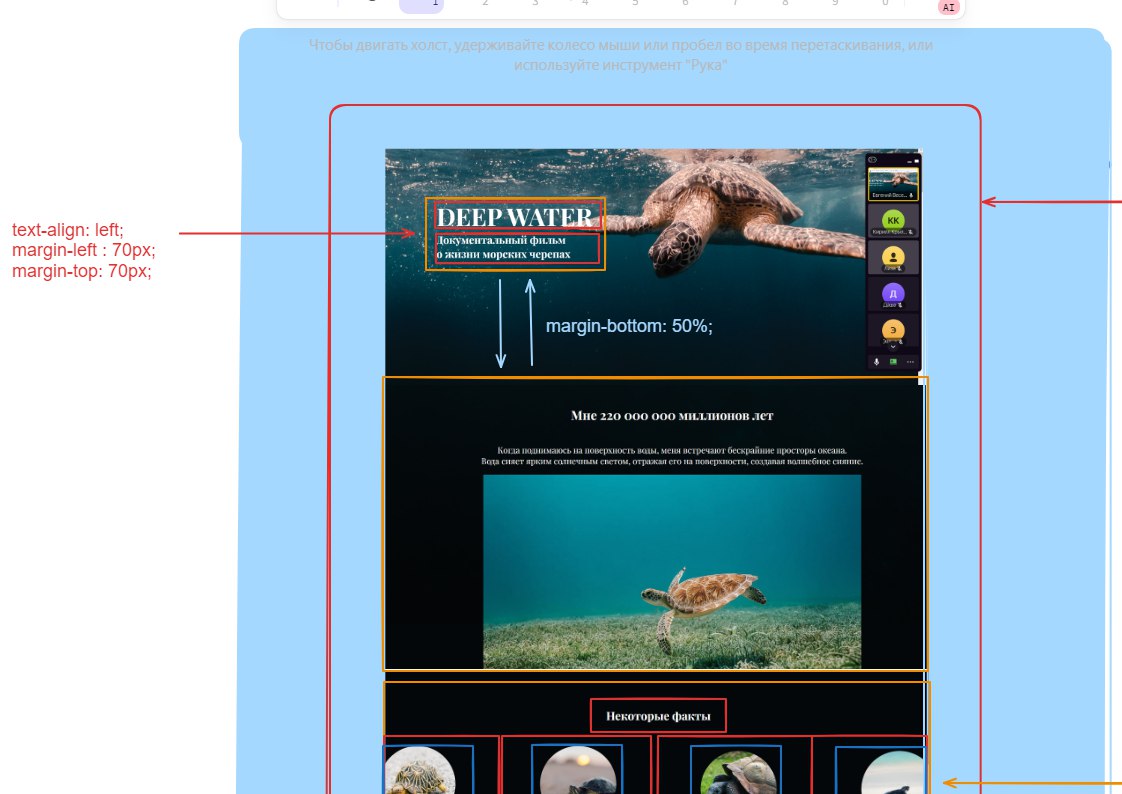 1 2 3 4 5 6 7 8 9 0
AI
Чтобы двигать холст, удерживайте колесо мыши или пробел во время перетаскивания, или
используйте инструмент "Рука"
text-align: left;
margin-left : 70px;
margin-top: 70px;
DEEP WATER
Документальный фильм
о жизни морских черепах
КК
Д
Э
margin-bottom: 50%;
Мне 220 000 000 миллионов лет
Когда поднимаюсь на поверхность воды, меня встречают бескрайние просторы океана.
Вода сияет ярким солнечным светом, отражая его на поверхности, создавая волшебное сияние.
Некоторые факты